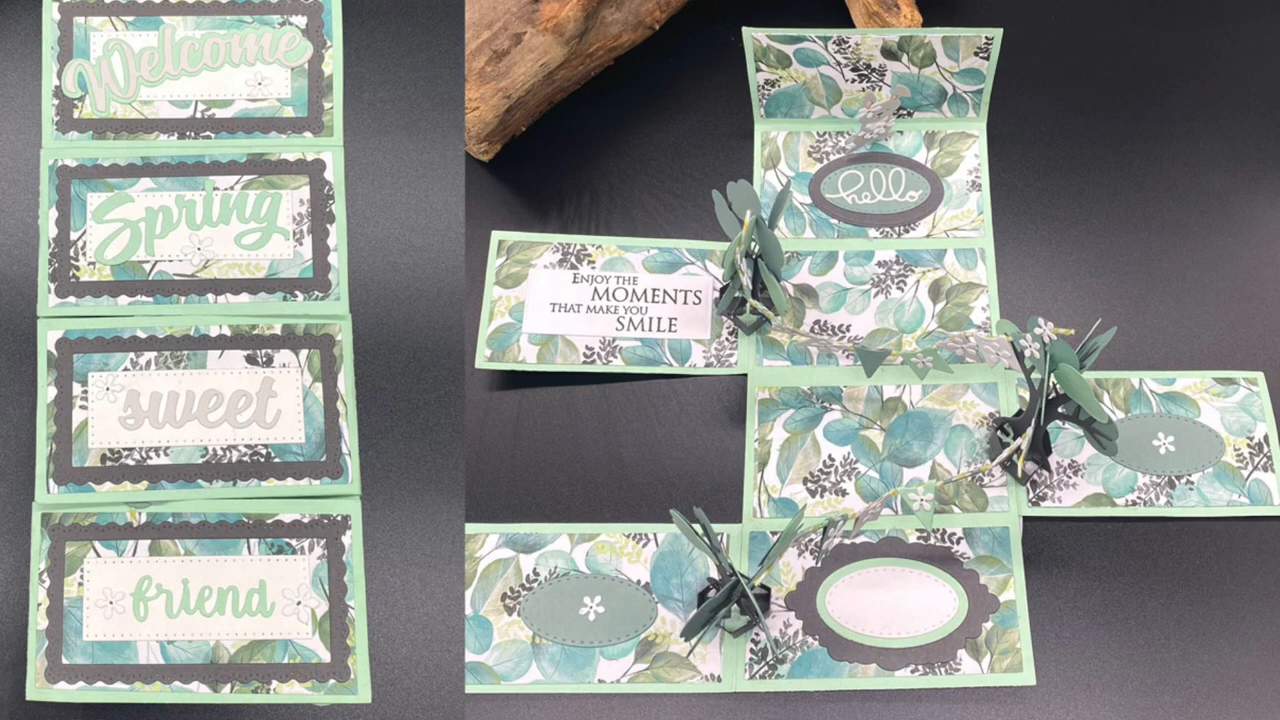 Welcome
Spring
sweet
friend
hello
ENJOY THE
MOMENTS
THAT MAKE YOU
SMILE